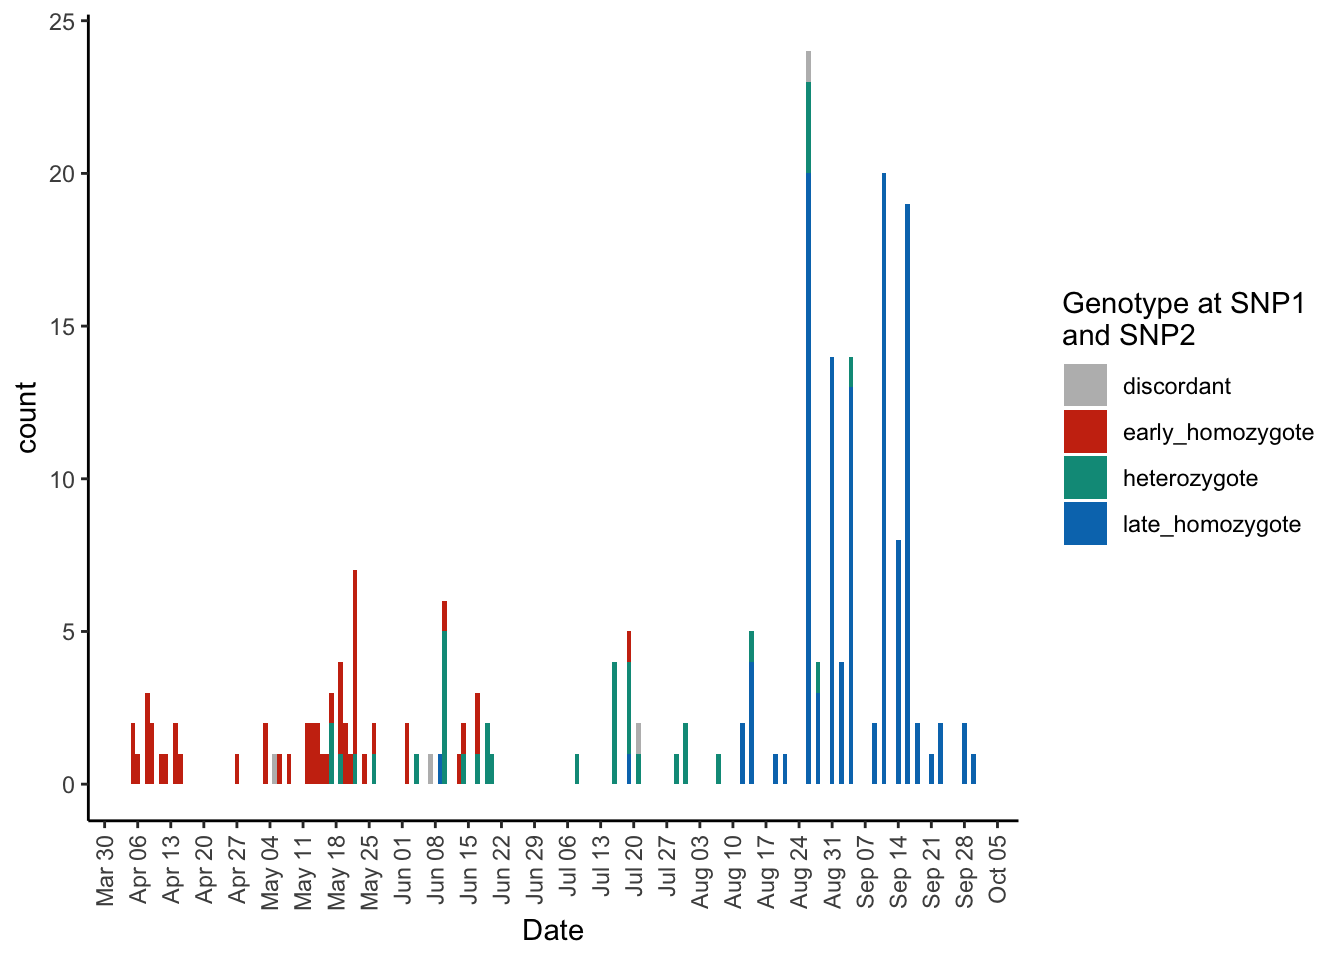 25
20
15
10
5
0
count
Mar 30
Apr 06
Apr 13
Apr 20
Apr 27
May 04
May 11
May 18
May 25
Jun 01
Jun 08
Jun 15
Jun 22
Jun 29
Jul 06
Jul 13
Jul 20
Jul 27
Aug 03
Aug 10
Aug 17
Aug 24
Aug 31
Sep 07
Sep 14
Sep 21
Sep 28
Oct 05
Date
Genotype at SNP1
and SNP2
discordant
early_homozygote
heterozygote
late_homozygote